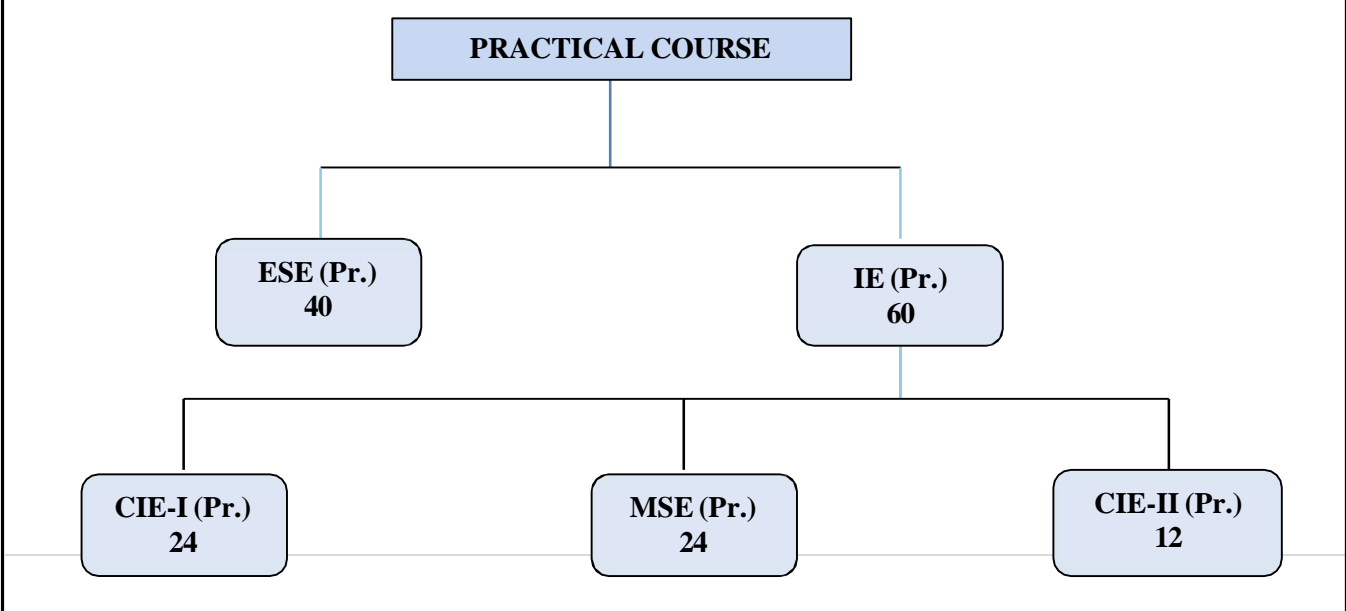 PRACTICAL COURSE
ESE (Pr.)
40
IE (Pr.)
60
CIE-I (Pr.)
24
MSE (Pr.)
24
CIE-II (Pr.)
12